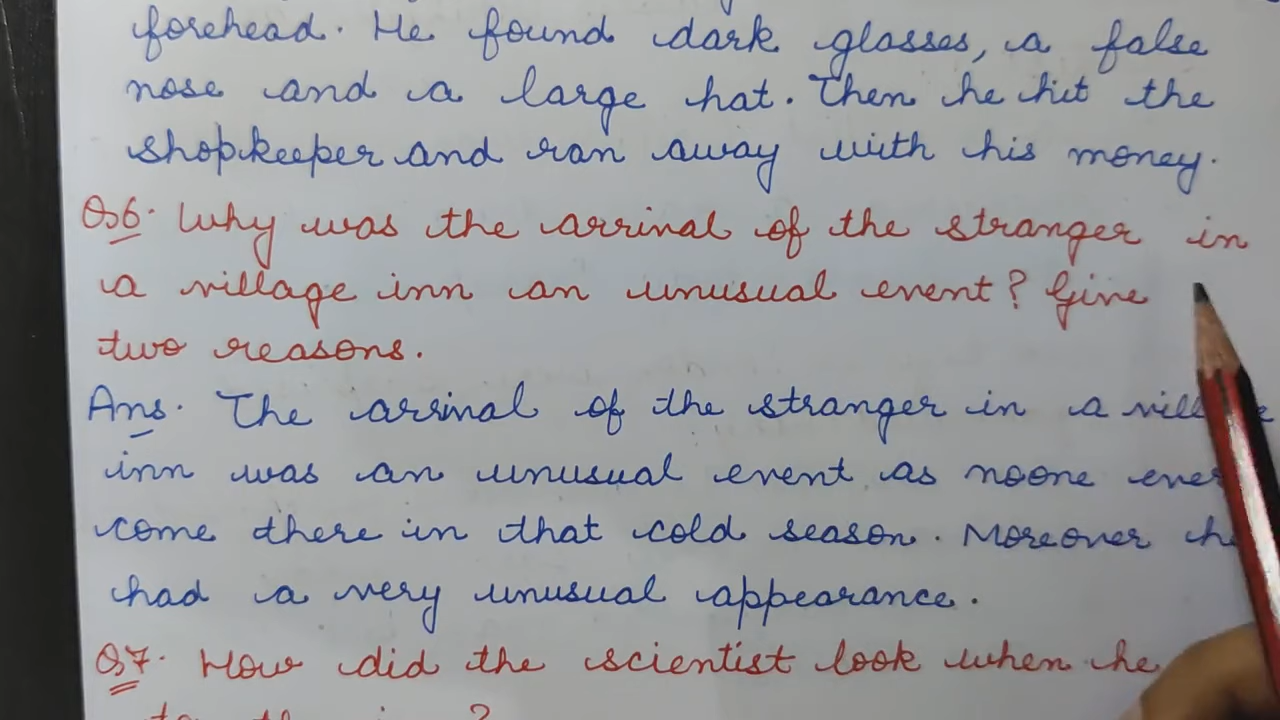 forehead. He found dark glasses, a false
nose and a large hat. Then he hit the
shopkeeper and ran away with his money.
Q6. Why was the arrival of the stranger in
a village inn an unusual event? Give
two reasons.
Ans. The arrival of the stranger in a
inn was an unusual event as noone ever
come there in that cold season. Moreover he
had a very unusual appearance.
Q7. How did the scientist look when he